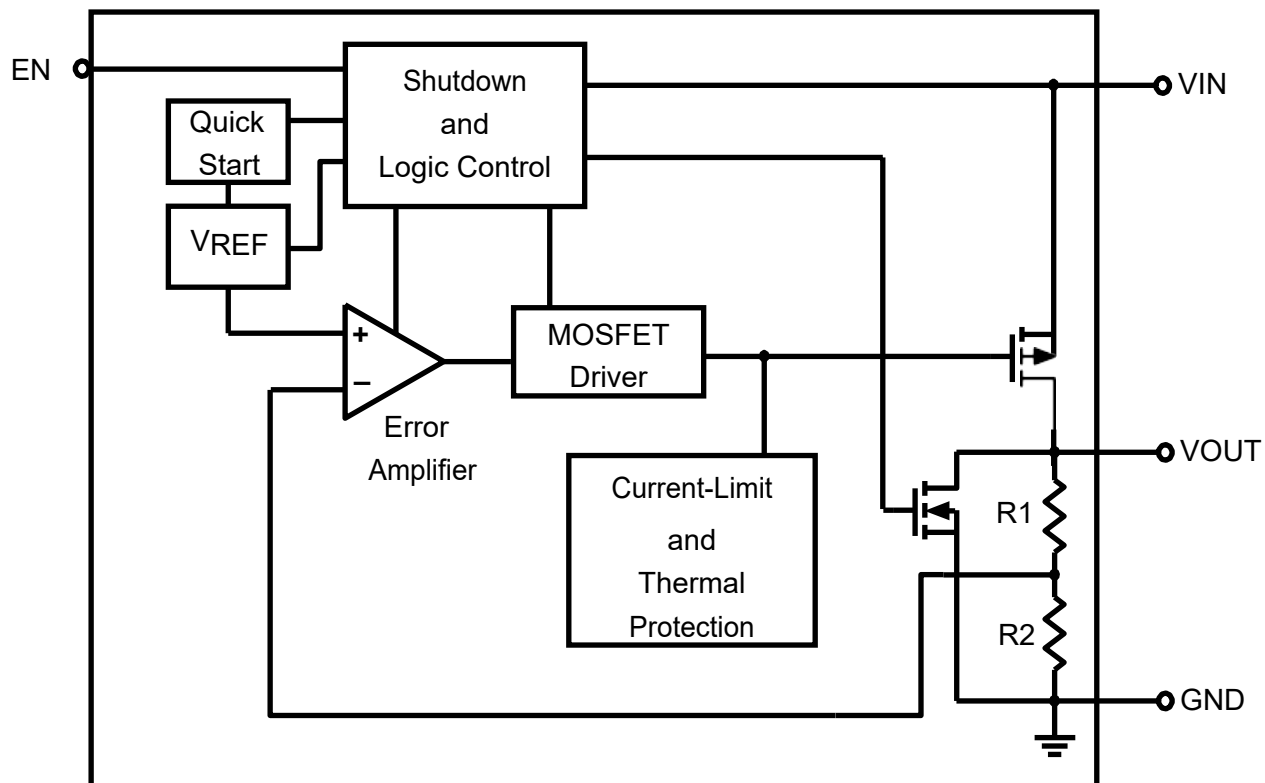 EN
Shutdown
and
Logic Control
VIN
Quick
Start
VREF
+
−
MOSFET
Driver
Error
Amplifier
Current-Limit
and
Thermal
Protection
VOUT
R1
R2
GND